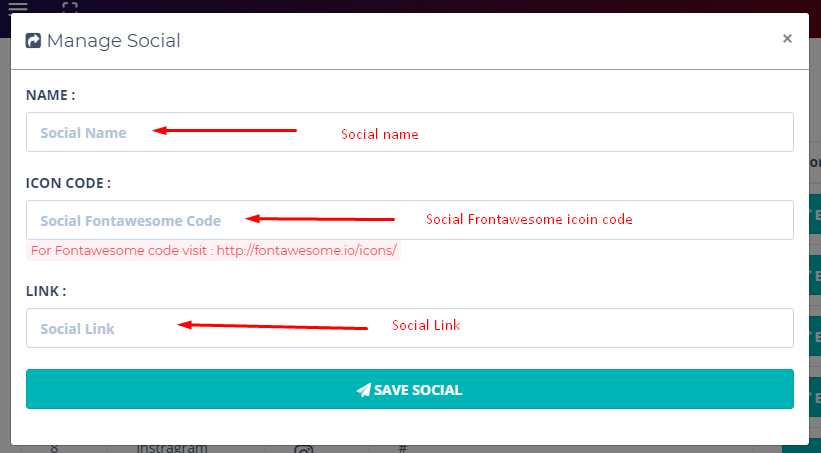 Manage Social ×
NAME :
Social Name Social name
ICON CODE :
Social Fontawesome Code Social Frontawesome icoin code
For Fontawesome code visit : http://fontawesome.io/icons/
LINK :
Social Link Social Link
SAVE SOCIAL
8 Instragram #